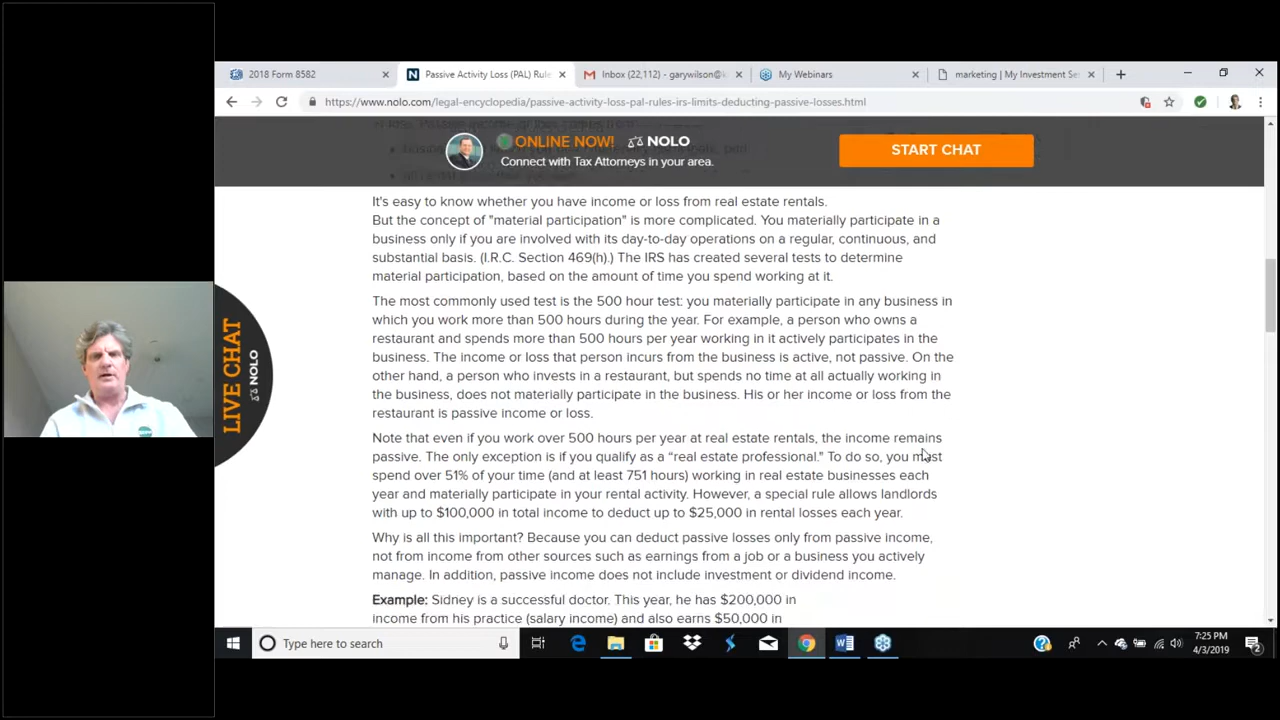 2018 Form 8582
Passive Activity Loss (PAL) Rule
Inbox (22,112) - garywilson@
My Webinars
marketing | My Investment Se
https://www.nolo.com/legal-encyclopedia/passive-activity-loss-pal-rules-irs-limits-deducting-passive-losses.html
ONLINE NOW! NOLO
Connect with Tax Attorneys in your area.
START CHAT
LIVE CHAT
NOLO
It's easy to know whether you have income or loss from real estate rentals.
But the concept of "material participation" is more complicated. You materially participate in a
business only if you are involved with its day-to-day operations on a regular, continuous, and
substantial basis. (I.R.C. Section 469(h).) The IRS has created several tests to determine
material participation, based on the amount of time you spend working at it.
The most commonly used test is the 500 hour test: you materially participate in any business in
which you work more than 500 hours during the year. For example, a person who owns a
restaurant and spends more than 500 hours per year working in it actively participates in the
business. The income or loss that person incurs from the business is active, not passive. On the
other hand, a person who invests in a restaurant, but spends no time at all actually working in
the business, does not materially participate in the business. His or her income or loss from the
restaurant is passive income or loss.
Note that even if you work over 500 hours per year at real estate rentals, the income remains
passive. The only exception is if you qualify as a “real estate professional.” To do so, you must
spend over 51% of your time (and at least 751 hours) working in real estate businesses each
year and materially participate in your rental activity. However, a special rule allows landlords
with up to $100,000 in total income to deduct up to $25,000 in rental losses each year.
Why is all this important? Because you can deduct passive losses only from passive income,
not from income from other sources such as earnings from a job or a business you actively
manage. In addition, passive income does not include investment or dividend income.
Example: Sidney is a successful doctor. This year, he has $200,000 in
income from his practice (salary income) and also earns $50,000 in
Type here to search
7:25 PM
4/3/2019
2